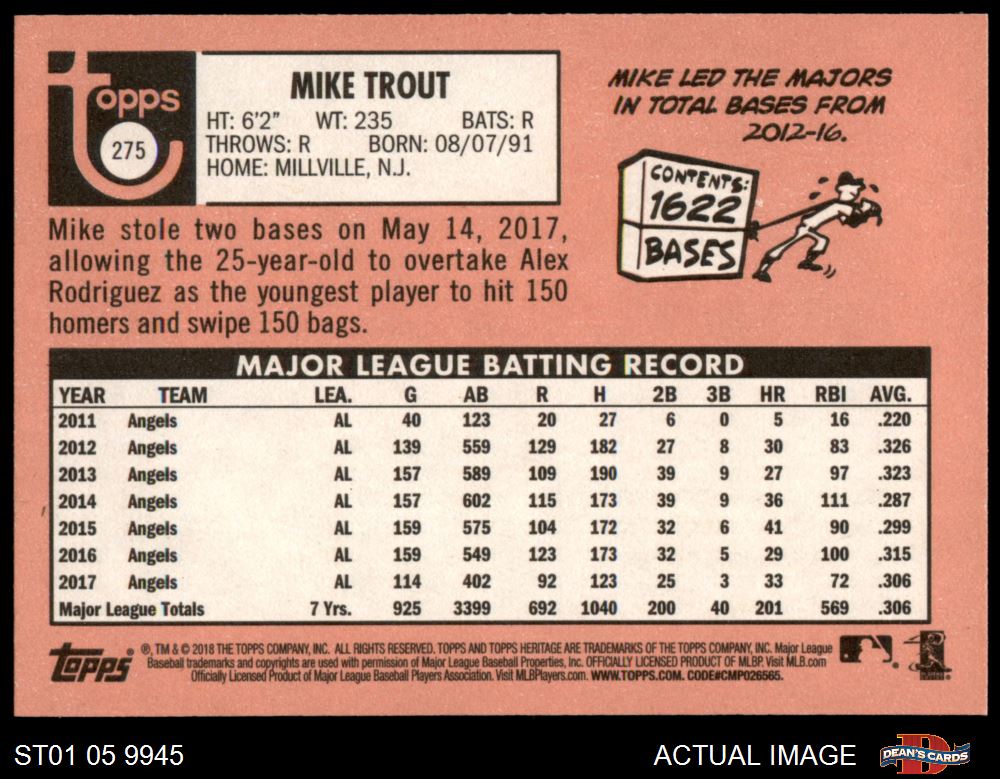 topps
275
MIKE TROUT
HT: 6'2" WT: 235 BATS: R
THROWS: R BORN: 08/07/91
HOME: MILLVILLE, N.J.
MIKE LED THE MAJORS
IN TOTAL BASES FROM
2012-16.
CONTENTS:
1622
BASES
Mike stole two bases on May 14, 2017,
allowing the 25-year-old to overtake Alex
Rodriguez as the youngest player to hit 150
homers and swipe 150 bags.
MAJOR LEAGUE BATTING RECORD
YEAR TEAM LEA. G AB R H 2B 3B HR RBI AVG.
2011 Angels AL 40 123 20 27 6 0 5 16 .220
2012 Angels AL 139 559 129 182 27 8 30 83 .326
2013 Angels AL 157 589 109 190 39 9 27 97 .323
2014 Angels AL 157 602 115 173 39 9 36 111 .287
2015 Angels AL 159 575 104 172 32 6 41 90 .299
2016 Angels AL 159 549 123 173 32 5 29 100 .315
2017 Angels AL 114 402 92 123 25 3 33 72 .306
Major League Totals 7 Yrs. 925 3399 692 1040 200 40 201 569 .306
topps®
®, TM & © 2018 THE TOPPS COMPANY, INC. ALL RIGHTS RESERVED. TOPPS AND TOPPS HERITAGE ARE TRADEMARKS OF THE TOPPS COMPANY, INC. Major League
Baseball trademarks and copyrights are used with permission of Major League Baseball Properties, Inc. OFFICIALLY LICENSED PRODUCT OF MLBP. Visit MLB.com
Officially Licensed Product of Major League Baseball Players Association. Visit MLBPlayers.com. WWW.TOPPS.COM. CODE#CMP026565.
ST01 05 9945
ACTUAL IMAGE
DEAN'S CARDS